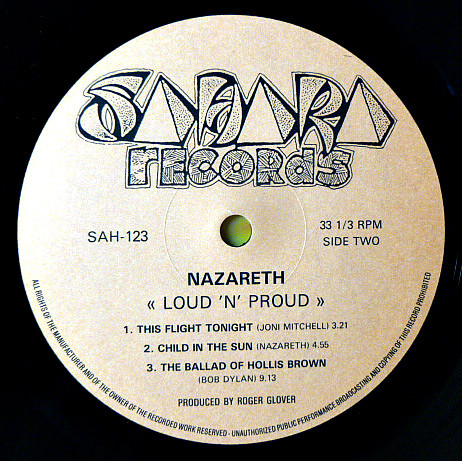 SAHARA
records
SAH-123
33 1/3 RPM
SIDE TWO
NAZARETH
« LOUD 'N' PROUD »
1. THIS FLIGHT TONIGHT (JONI MITCHELL) 3.21
2. CHILD IN THE SUN (NAZARETH) 4.55
3. THE BALLAD OF HOLLIS BROWN
(BOB DYLAN) 9.13
PRODUCED BY ROGER GLOVER
ALL RIGHTS OF THE MANUFACTURER AND OF THE OWNER OF THE RECORDED WORK RESERVED - UNAUTHORIZED PUBLIC PERFORMANCE BROADCASTING AND COPYING OF THIS RECORD PROHIBITED